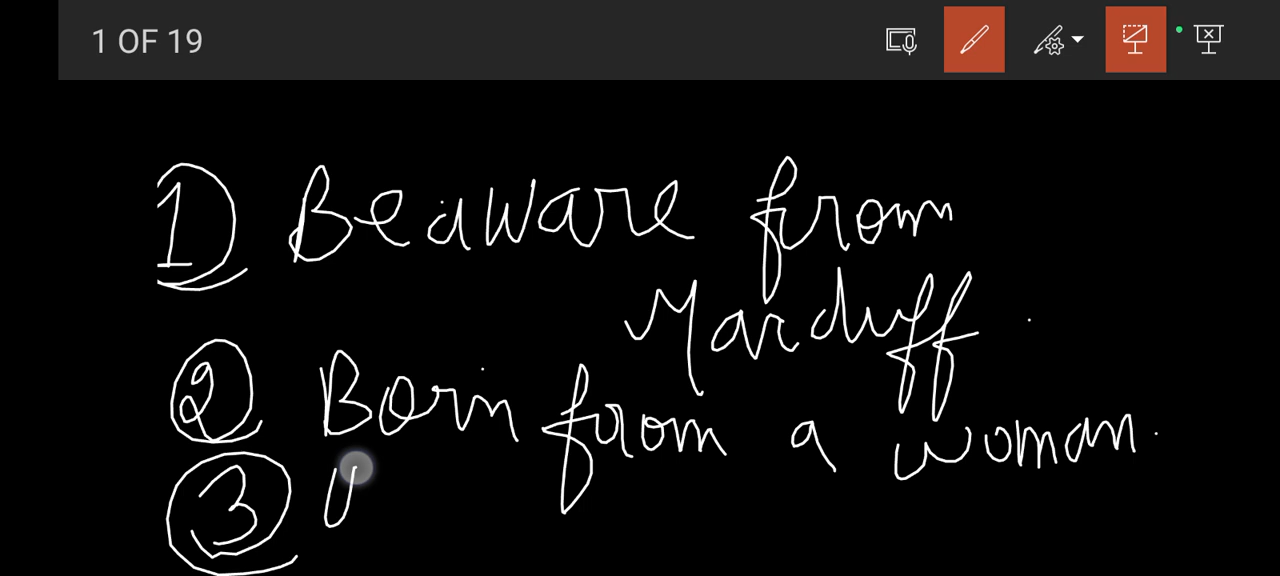 1 OF 19
1) Beaware from
Macduff.
2 Born from a woman.
3